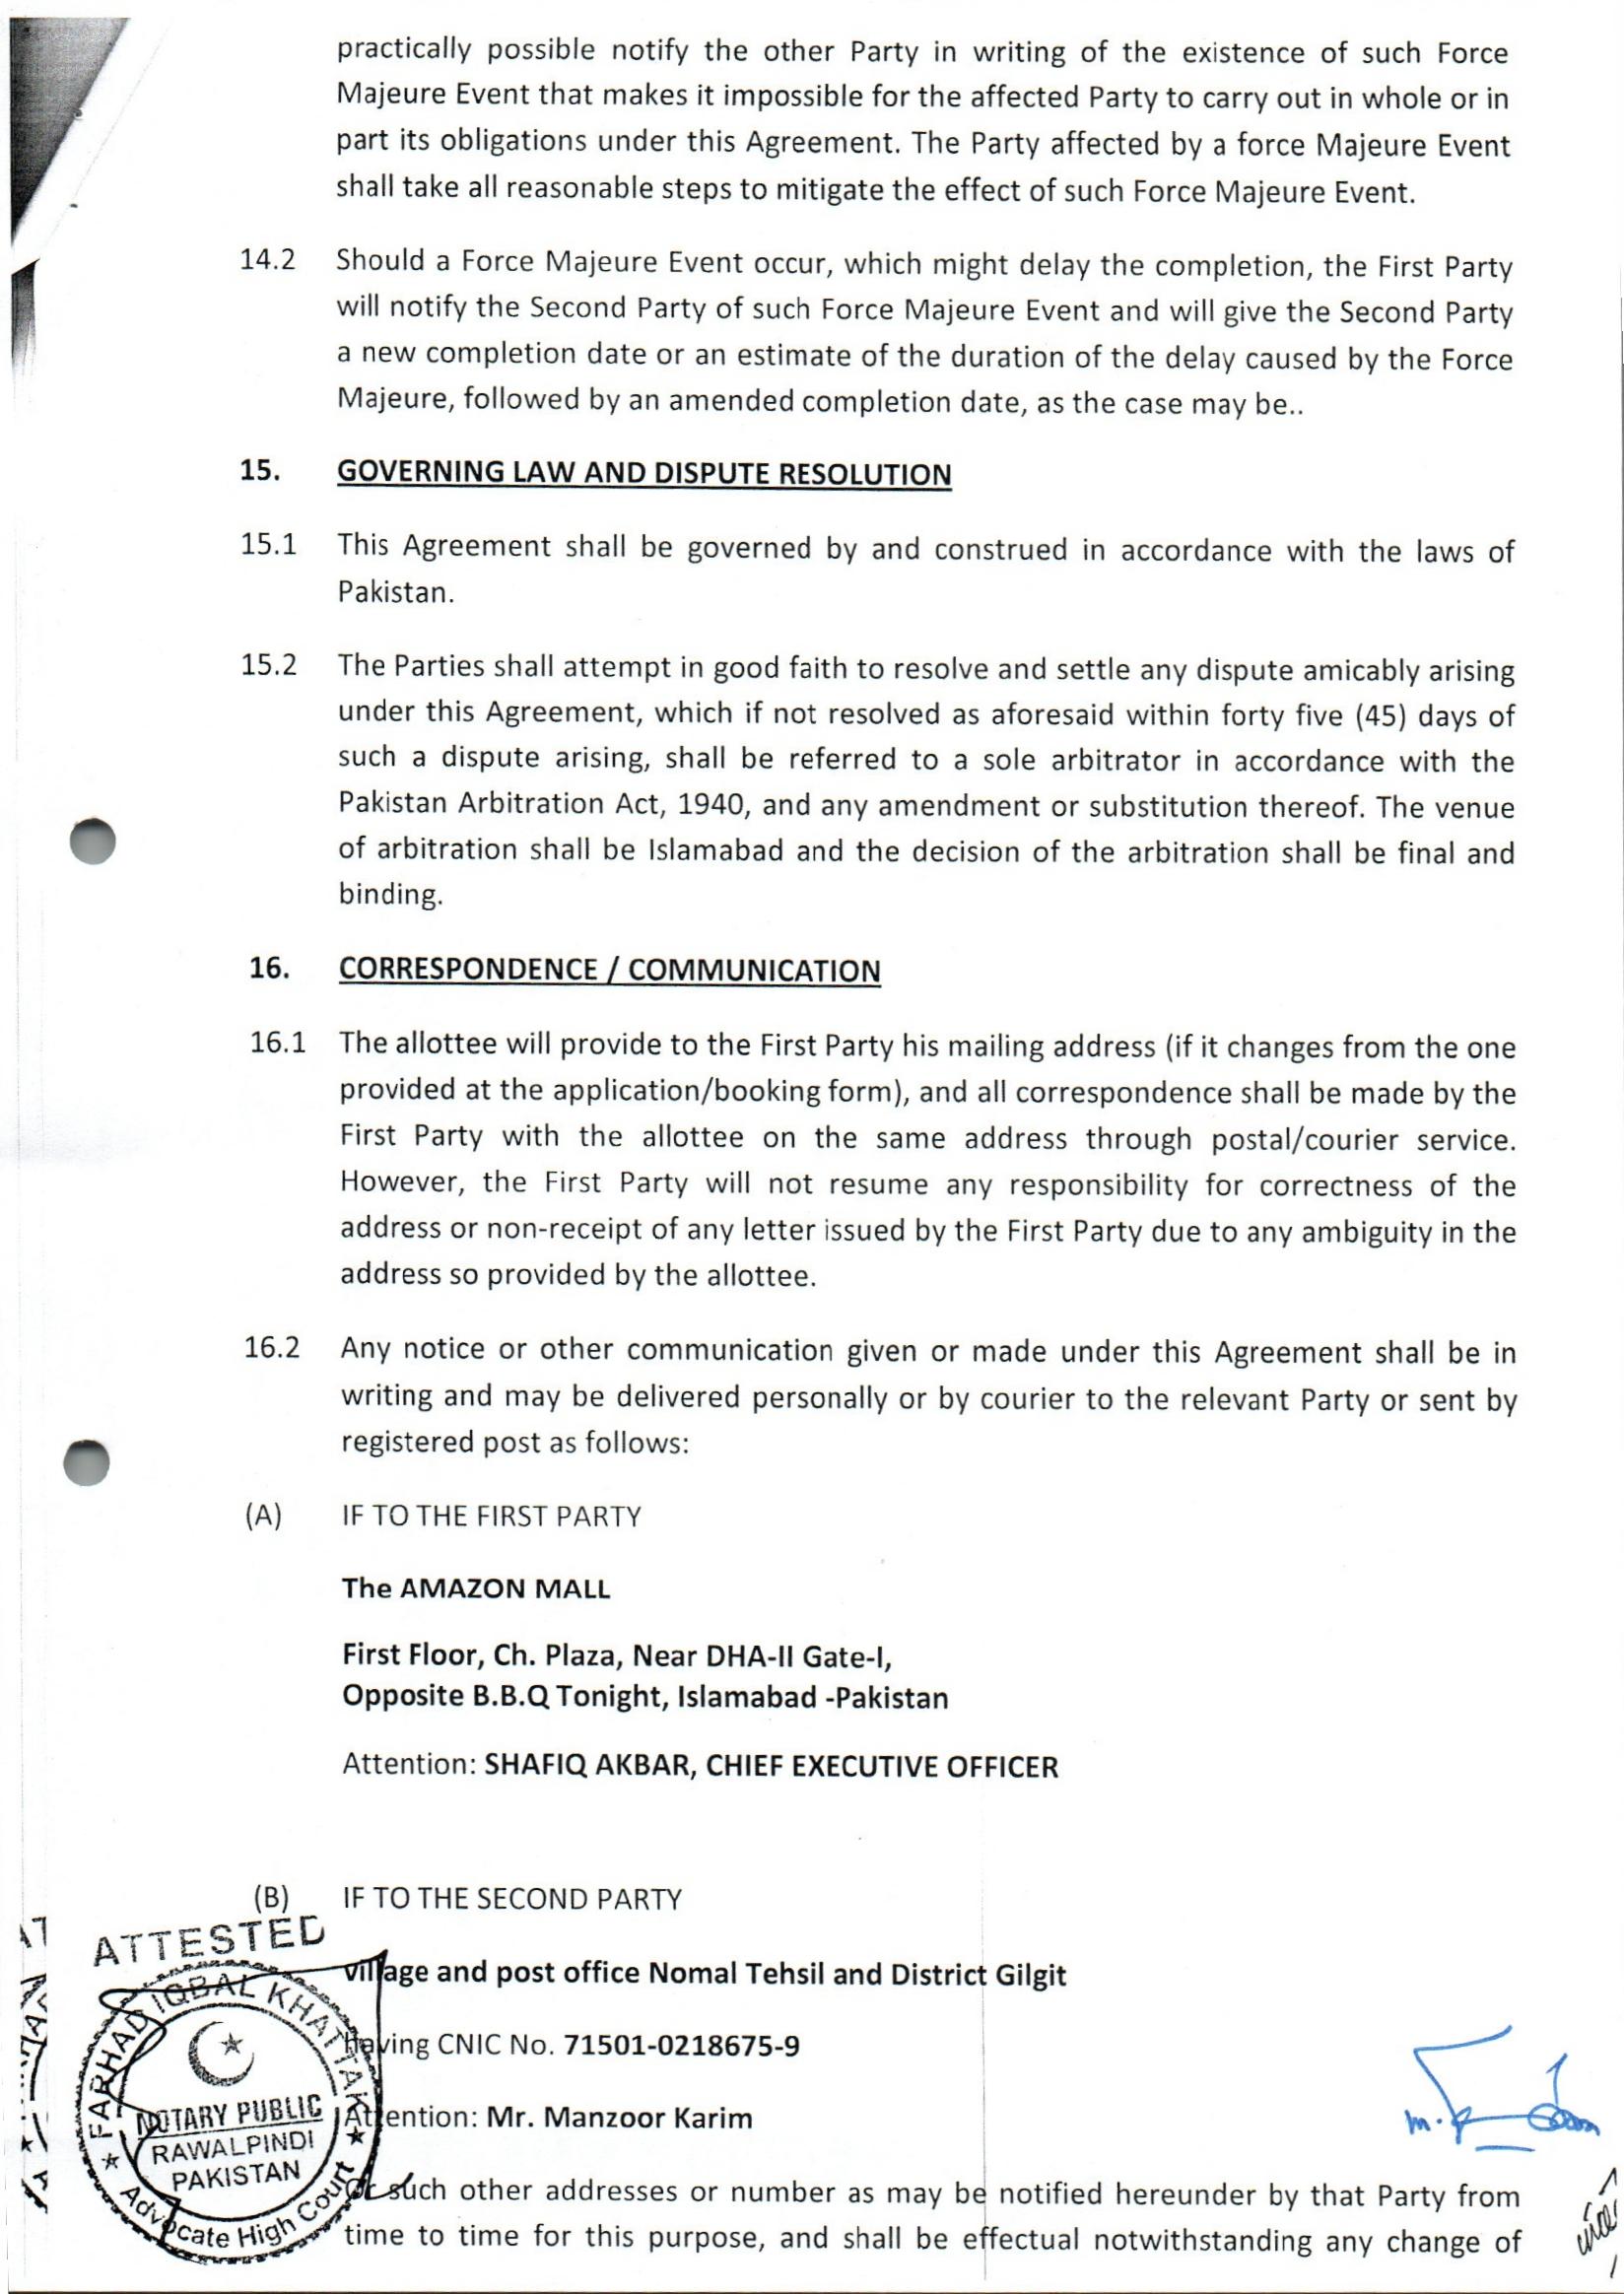 practically possible notify the other Party in writing of the existence of such Force
Majeure Event that makes it impossible for the affected Party to carry out in whole or in
part its obligations under this Agreement. The Party affected by a force Majeure Event
shall take all reasonable steps to mitigate the effect of such Force Majeure Event.
14.2 Should a Force Majeure Event occur, which might delay the completion, the First Party
will notify the Second Party of such Force Majeure Event and will give the Second Party
a new completion date or an estimate of the duration of the delay caused by the Force
Majeure, followed by an amended completion date, as the case may be..
15. GOVERNING LAW AND DISPUTE RESOLUTION
15.1 This Agreement shall be governed by and construed in accordance with the laws of
Pakistan.
15.2 The Parties shall attempt in good faith to resolve and settle any dispute amicably arising
under this Agreement, which if not resolved as aforesaid within forty five (45) days of
such a dispute arising, shall be referred to a sole arbitrator in accordance with the
Pakistan Arbitration Act, 1940, and any amendment or substitution thereof. The venue
of arbitration shall be Islamabad and the decision of the arbitration shall be final and
binding.
16. CORRESPONDENCE / COMMUNICATION
16.1 The allottee will provide to the First Party his mailing address (if it changes from the one
provided at the application/booking form), and all correspondence shall be made by the
First Party with the allottee on the same address through postal/courier service.
However, the First Party will not resume any responsibility for correctness of the
address or non-receipt of any letter issued by the First Party due to any ambiguity in the
address so provided by the allottee.
16.2 Any notice or other communication given or made under this Agreement shall be in
writing and may be delivered personally or by courier to the relevant Party or sent by
registered post as follows:
(A) IF TO THE FIRST PARTY
The AMAZON MALL
First Floor, Ch. Plaza, Near DHA-II Gate-I,
Opposite B.B.Q Tonight, Islamabad -Pakistan
Attention: SHAFIQ AKBAR, CHIEF EXECUTIVE OFFICER
(B) IF TO THE SECOND PARTY
ATTESTED
Village and post office Nomal Tehsil and District Gilgit
having CNIC No. 71501-0218675-9
Attention: Mr. Manzoor Karim
FARHAD IQBAL KHATTAK
NOTARY PUBLIC
RAWALPINDI
PAKISTAN
Advocate High Court
Or such other addresses or number as may be notified hereunder by that Party from
time to time for this purpose, and shall be effectual notwithstanding any change of